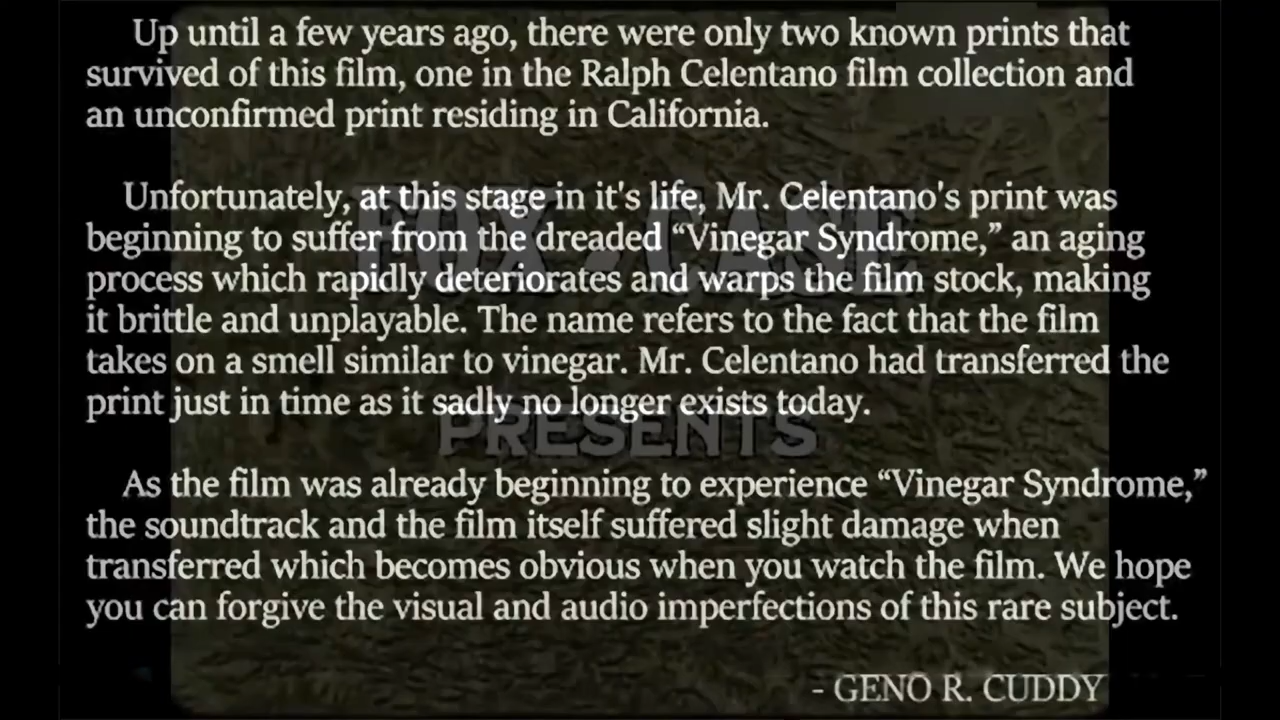 Up until a few years ago, there were only two known prints that
survived of this film, one in the Ralph Celentano film collection and
an unconfirmed print residing in California.
Unfortunately, at this stage in it's life, Mr. Celentano's print was
beginning to suffer from the dreaded “Vinegar Syndrome,” an aging
process which rapidly deteriorates and warps the film stock, making
it brittle and unplayable. The name refers to the fact that the film
takes on a smell similar to vinegar. Mr. Celentano had transferred the
print just in time as it sadly no longer exists today.
As the film was already beginning to experience “Vinegar Syndrome,”
the soundtrack and the film itself suffered slight damage when
transferred which becomes obvious when you watch the film. We hope
you can forgive the visual and audio imperfections of this rare subject.
- GENO R. CUDDY
FOX, CASE
PRESENTS